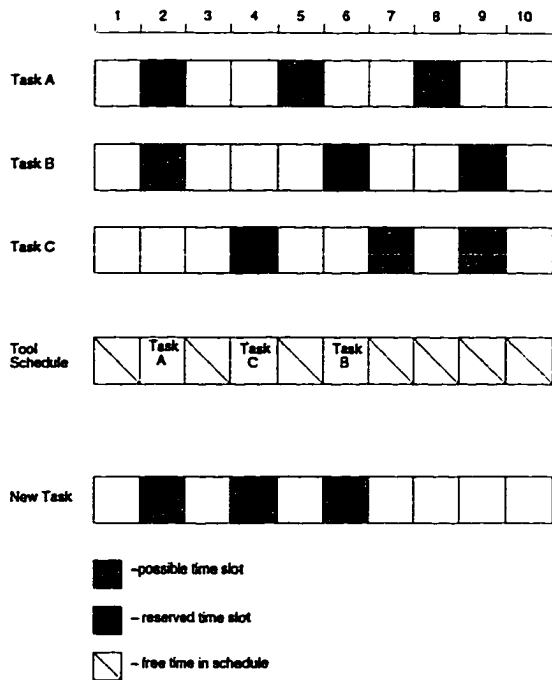 1 2 3 4 5 6 7 8 9 10
Task A
Task B
Task C
Tool
Schedule
Task
A
Task
C
Task
B
New Task
-possible time slot
- reserved time slot
- free time in schedule